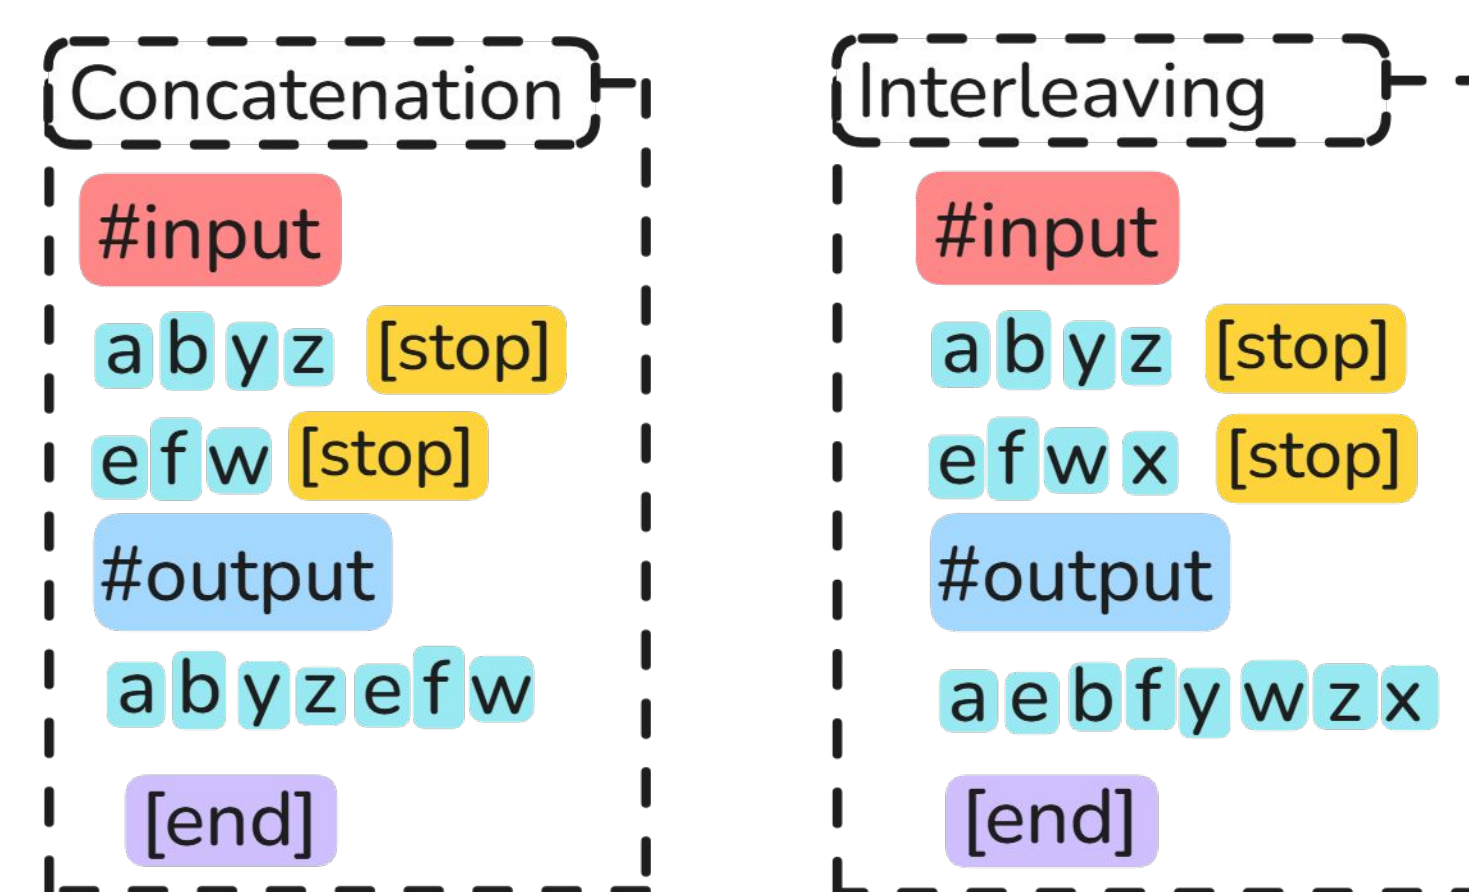 Concatenation
#input
a b y z [stop]
e f w [stop]
#output
a b y z e f w
[end]
Interleaving
#input
a b y z [stop]
e f w x [stop]
#output
a e b f y w z x
[end]